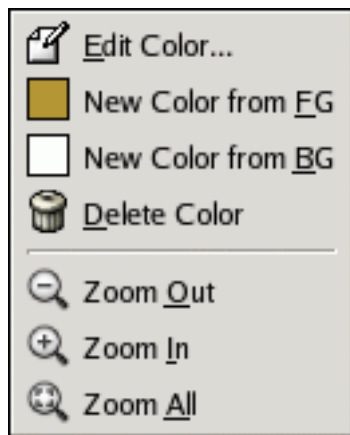 Edit Color...
New Color from FG
New Color from BG
Delete Color
Zoom Out
Zoom In
Zoom All